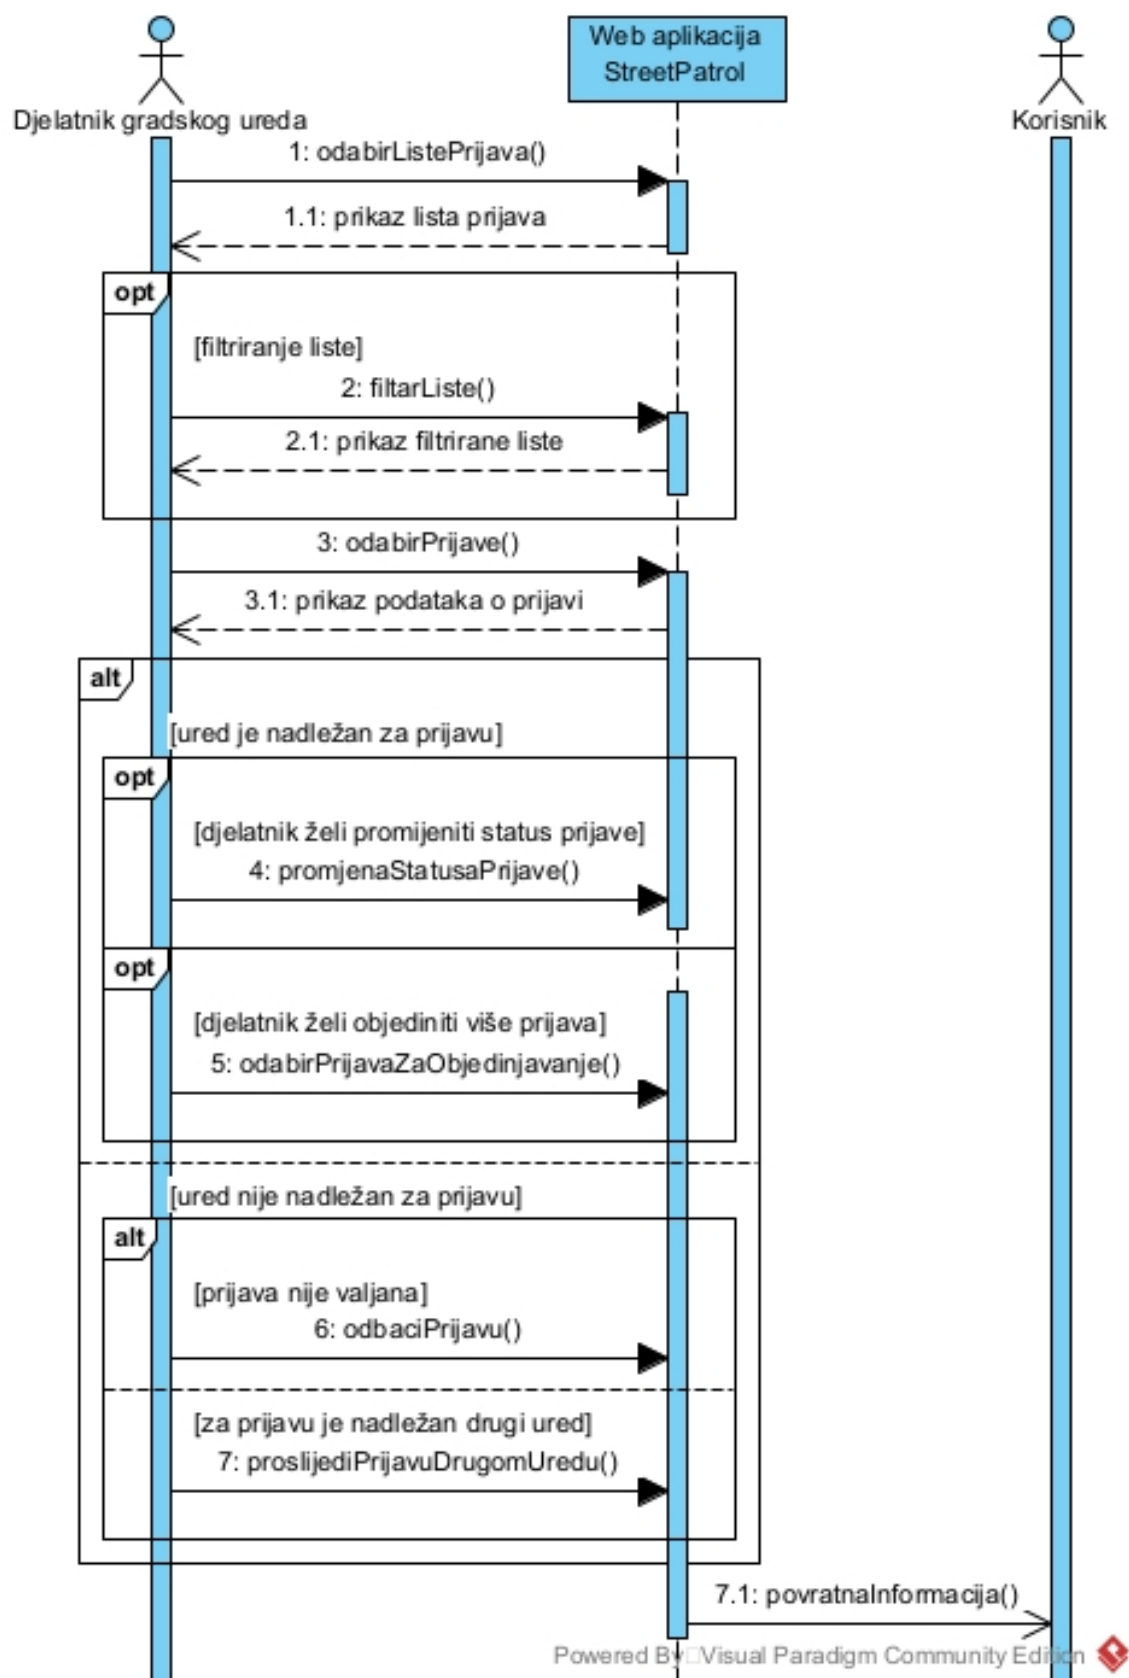 Web aplikacija
StreetPatrol
Djelatnik gradskog ureda
Korisnik
1: odabirListePrijava()
1.1: prikaz lista prijava
opt
[filtriranje liste]
2: filtarListe()
2.1: prikaz filtrirane liste
3: odabirPrijave()
3.1: prikaz podataka o prijavi
alt
[ured je nadležan za prijavu]
opt
[djelatnik želi promijeniti status prijave]
4: promjenaStatusaPrijave()
opt
[djelatnik želi objediniti više prijava]
5: odabirPrijavaZaObjedinjavanje()
[ured nije nadležan za prijavu]
alt
[prijava nije valjana]
6: odbaciPrijavu()
[za prijavu je nadležan drugi ured]
7: proslijediPrijavuDrugomUredu()
7.1: povratnaInformacija()
Powered By Visual Paradigm Community Edition